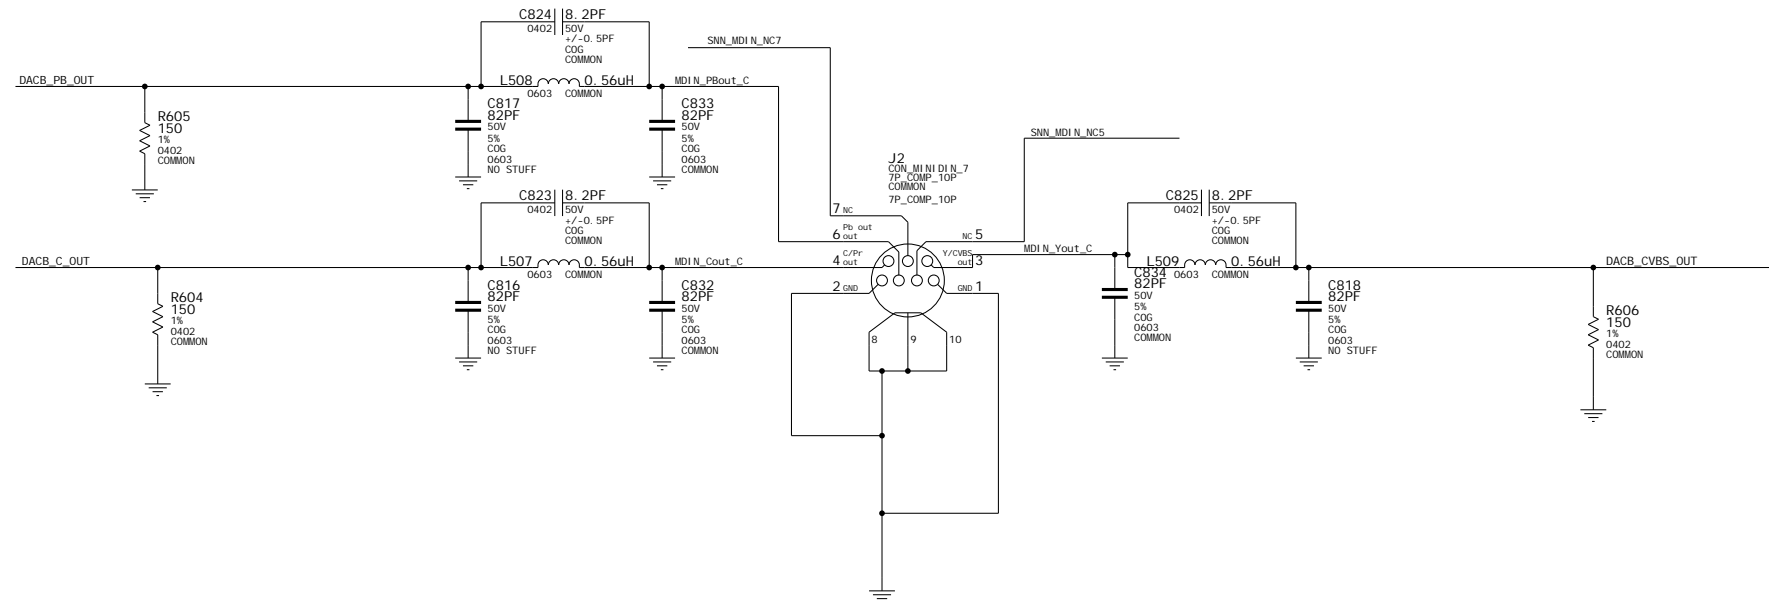 C824 8.2PF
0402 50V
+/-0.5PF
COG
COMMON
SNN_MDIN_NC7
DACB_PB_OUT
L508 0.56uH
0603 COMMON
MDIN_PBout_C
R605
150
1%
0402
COMMON
C817
82PF
50V
5%
COG
0603
NO STUFF
C833
82PF
50V
5%
COG
0603
COMMON
SNN_MDIN_NC5
J2
CON_MINIDIN_7
7P_COMP_10P
COMMON
7P_COMP_10P
C823 8.2PF
0402 50V
+/-0.5PF
COG
COMMON
C825 8.2PF
0402 50V
+/-0.5PF
COG
COMMON
7 NC
6 Pb out
out
NC 5
4 C/Pr
out
Y/CVBS
out 3
2 GND
GND 1
8
9
10
DACB_C_OUT
L507 0.56uH
0603 COMMON
MDIN_Cout_C
MDIN_Yout_C
L509 0.56uH
0603 COMMON
DACB_CVBS_OUT
R604
150
1%
0402
COMMON
C816
82PF
50V
5%
COG
0603
NO STUFF
C832
82PF
50V
5%
COG
0603
COMMON
C834
82PF
50V
5%
COG
0603
COMMON
C818
82PF
50V
5%
COG
0603
NO STUFF
R606
150
1%
0402
COMMON